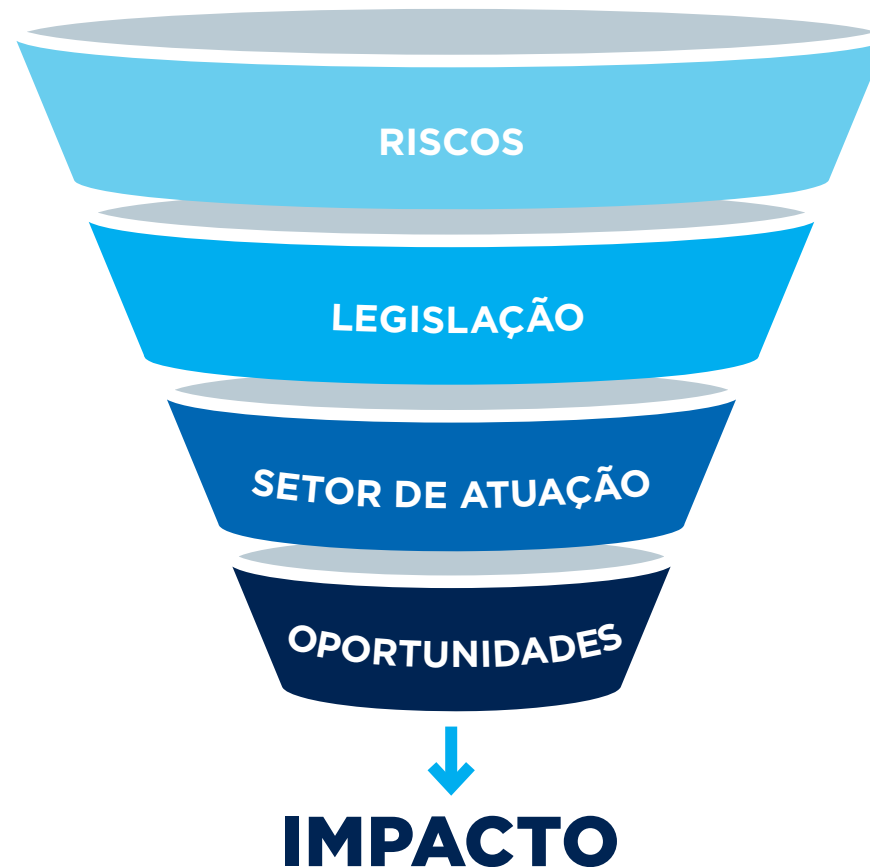 RISCOS
LEGISLAÇÃO
SETOR DE ATUAÇÃO
OPORTUNIDADES
IMPACTO